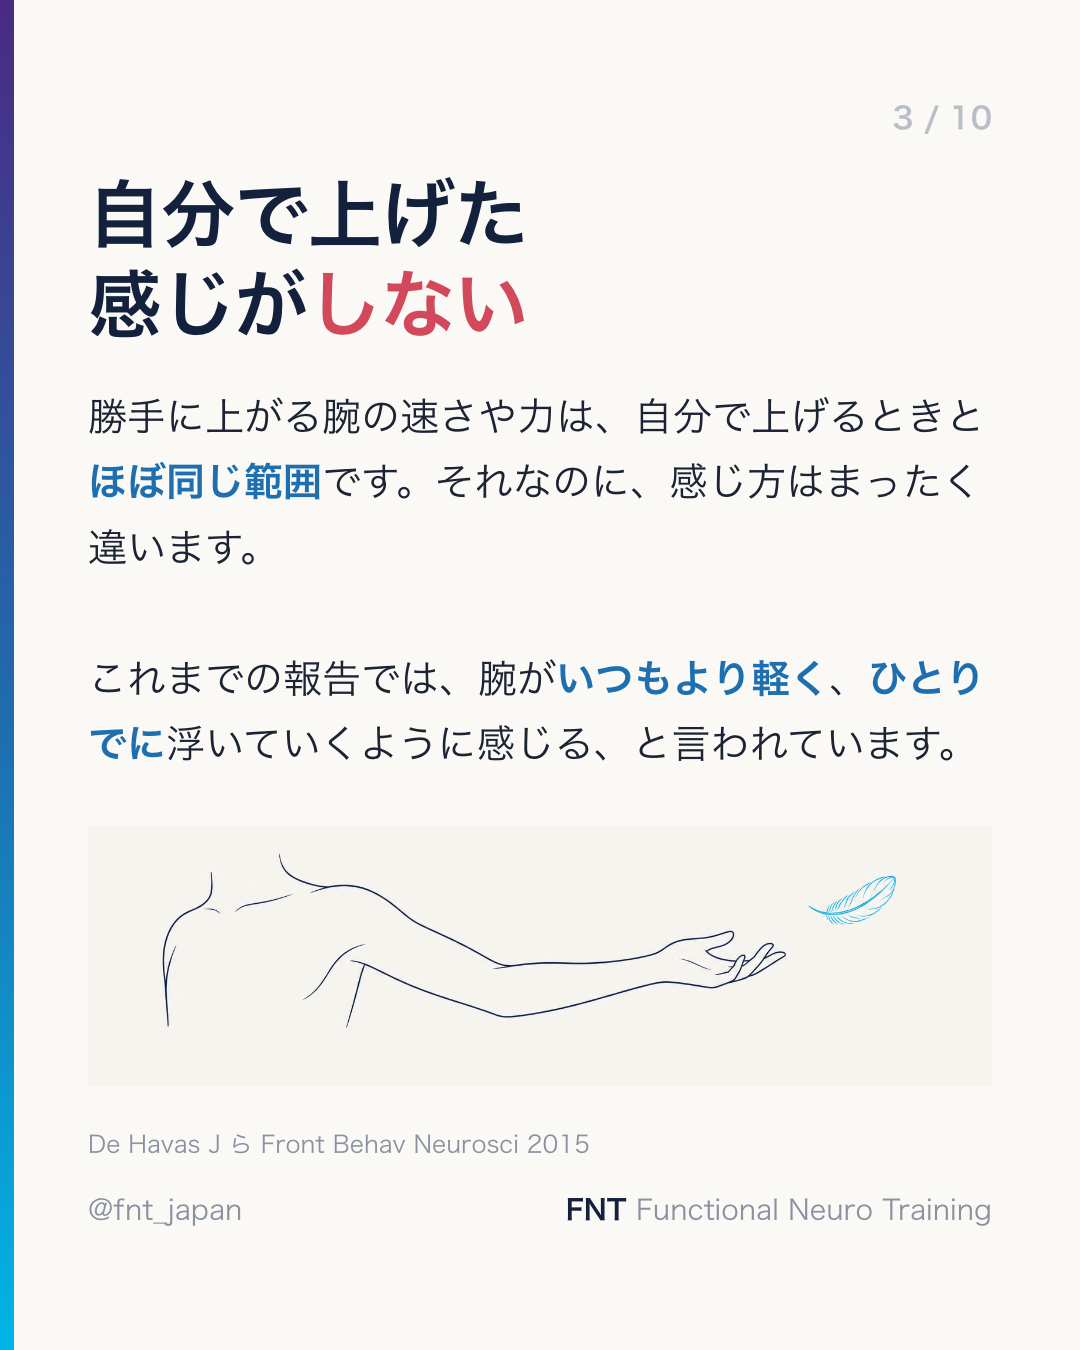 3 / 10
自分で上げた
感じがしない
勝手に上がる腕の速さや力は、自分で上げるときと
ほぼ同じ範囲です。それなのに、感じ方はまったく
違います。
これまでの報告では、腕がいつもより軽く、ひとり
でに浮いていくように感じる、と言われています。
De Havas J ら Front Behav Neurosci 2015
@fnt_japan
FNT Functional Neuro Training